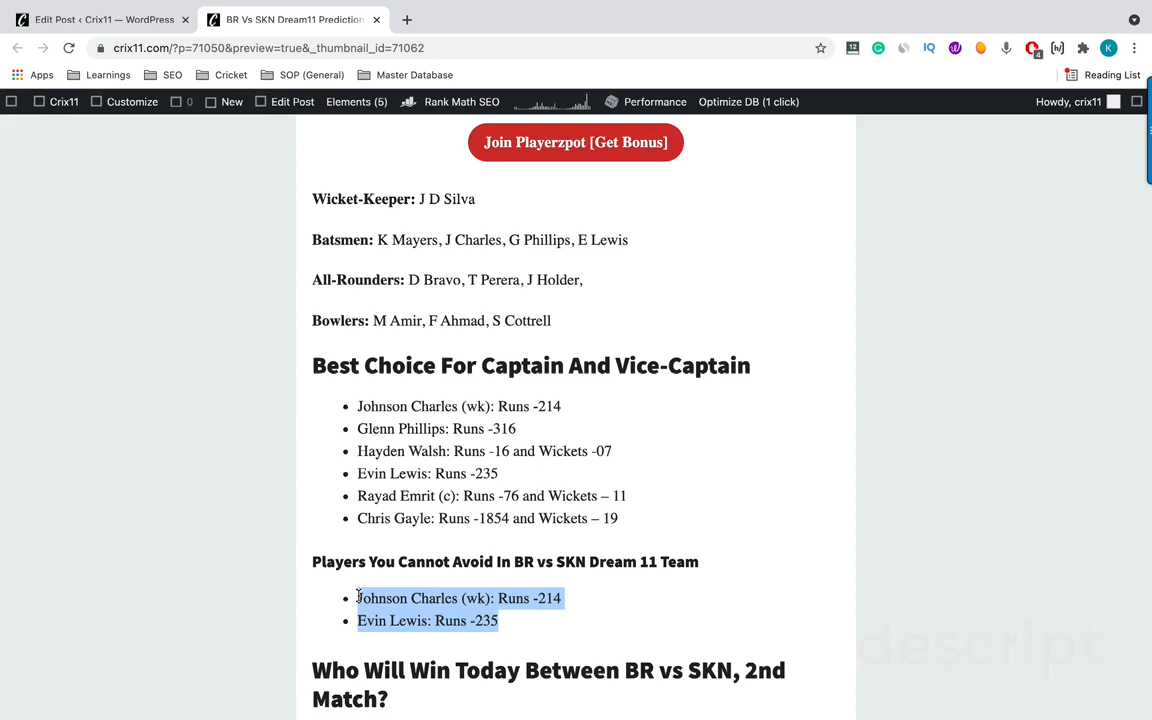 Edit Post ‹ Crix11 — WordPress
BR Vs SKN Dream11 Prediction
crix11.com/?p=71050&preview=true&_thumbnail_id=71062
12
IQ
4
K
Apps
Learnings
SEO
Cricket
SOP (General)
Master Database
Reading List
Crix11
Customize
0
New
Edit Post
Elements (5)
Rank Math SEO
Performance
Optimize DB (1 click)
Howdy, crix11
Join Playerzpot [Get Bonus]
Wicket-Keeper: J D Silva
Batsmen: K Mayers, J Charles, G Phillips, E Lewis
All-Rounders: D Bravo, T Perera, J Holder,
Bowlers: M Amir, F Ahmad, S Cottrell
Best Choice For Captain And Vice-Captain
• Johnson Charles (wk): Runs -214
• Glenn Phillips: Runs -316
• Hayden Walsh: Runs -16 and Wickets -07
• Evin Lewis: Runs -235
• Rayad Emrit (c): Runs -76 and Wickets – 11
• Chris Gayle: Runs -1854 and Wickets – 19
Players You Cannot Avoid In BR vs SKN Dream 11 Team
• Johnson Charles (wk): Runs -214
• Evin Lewis: Runs -235
descript
Who Will Win Today Between BR vs SKN, 2nd
Match?